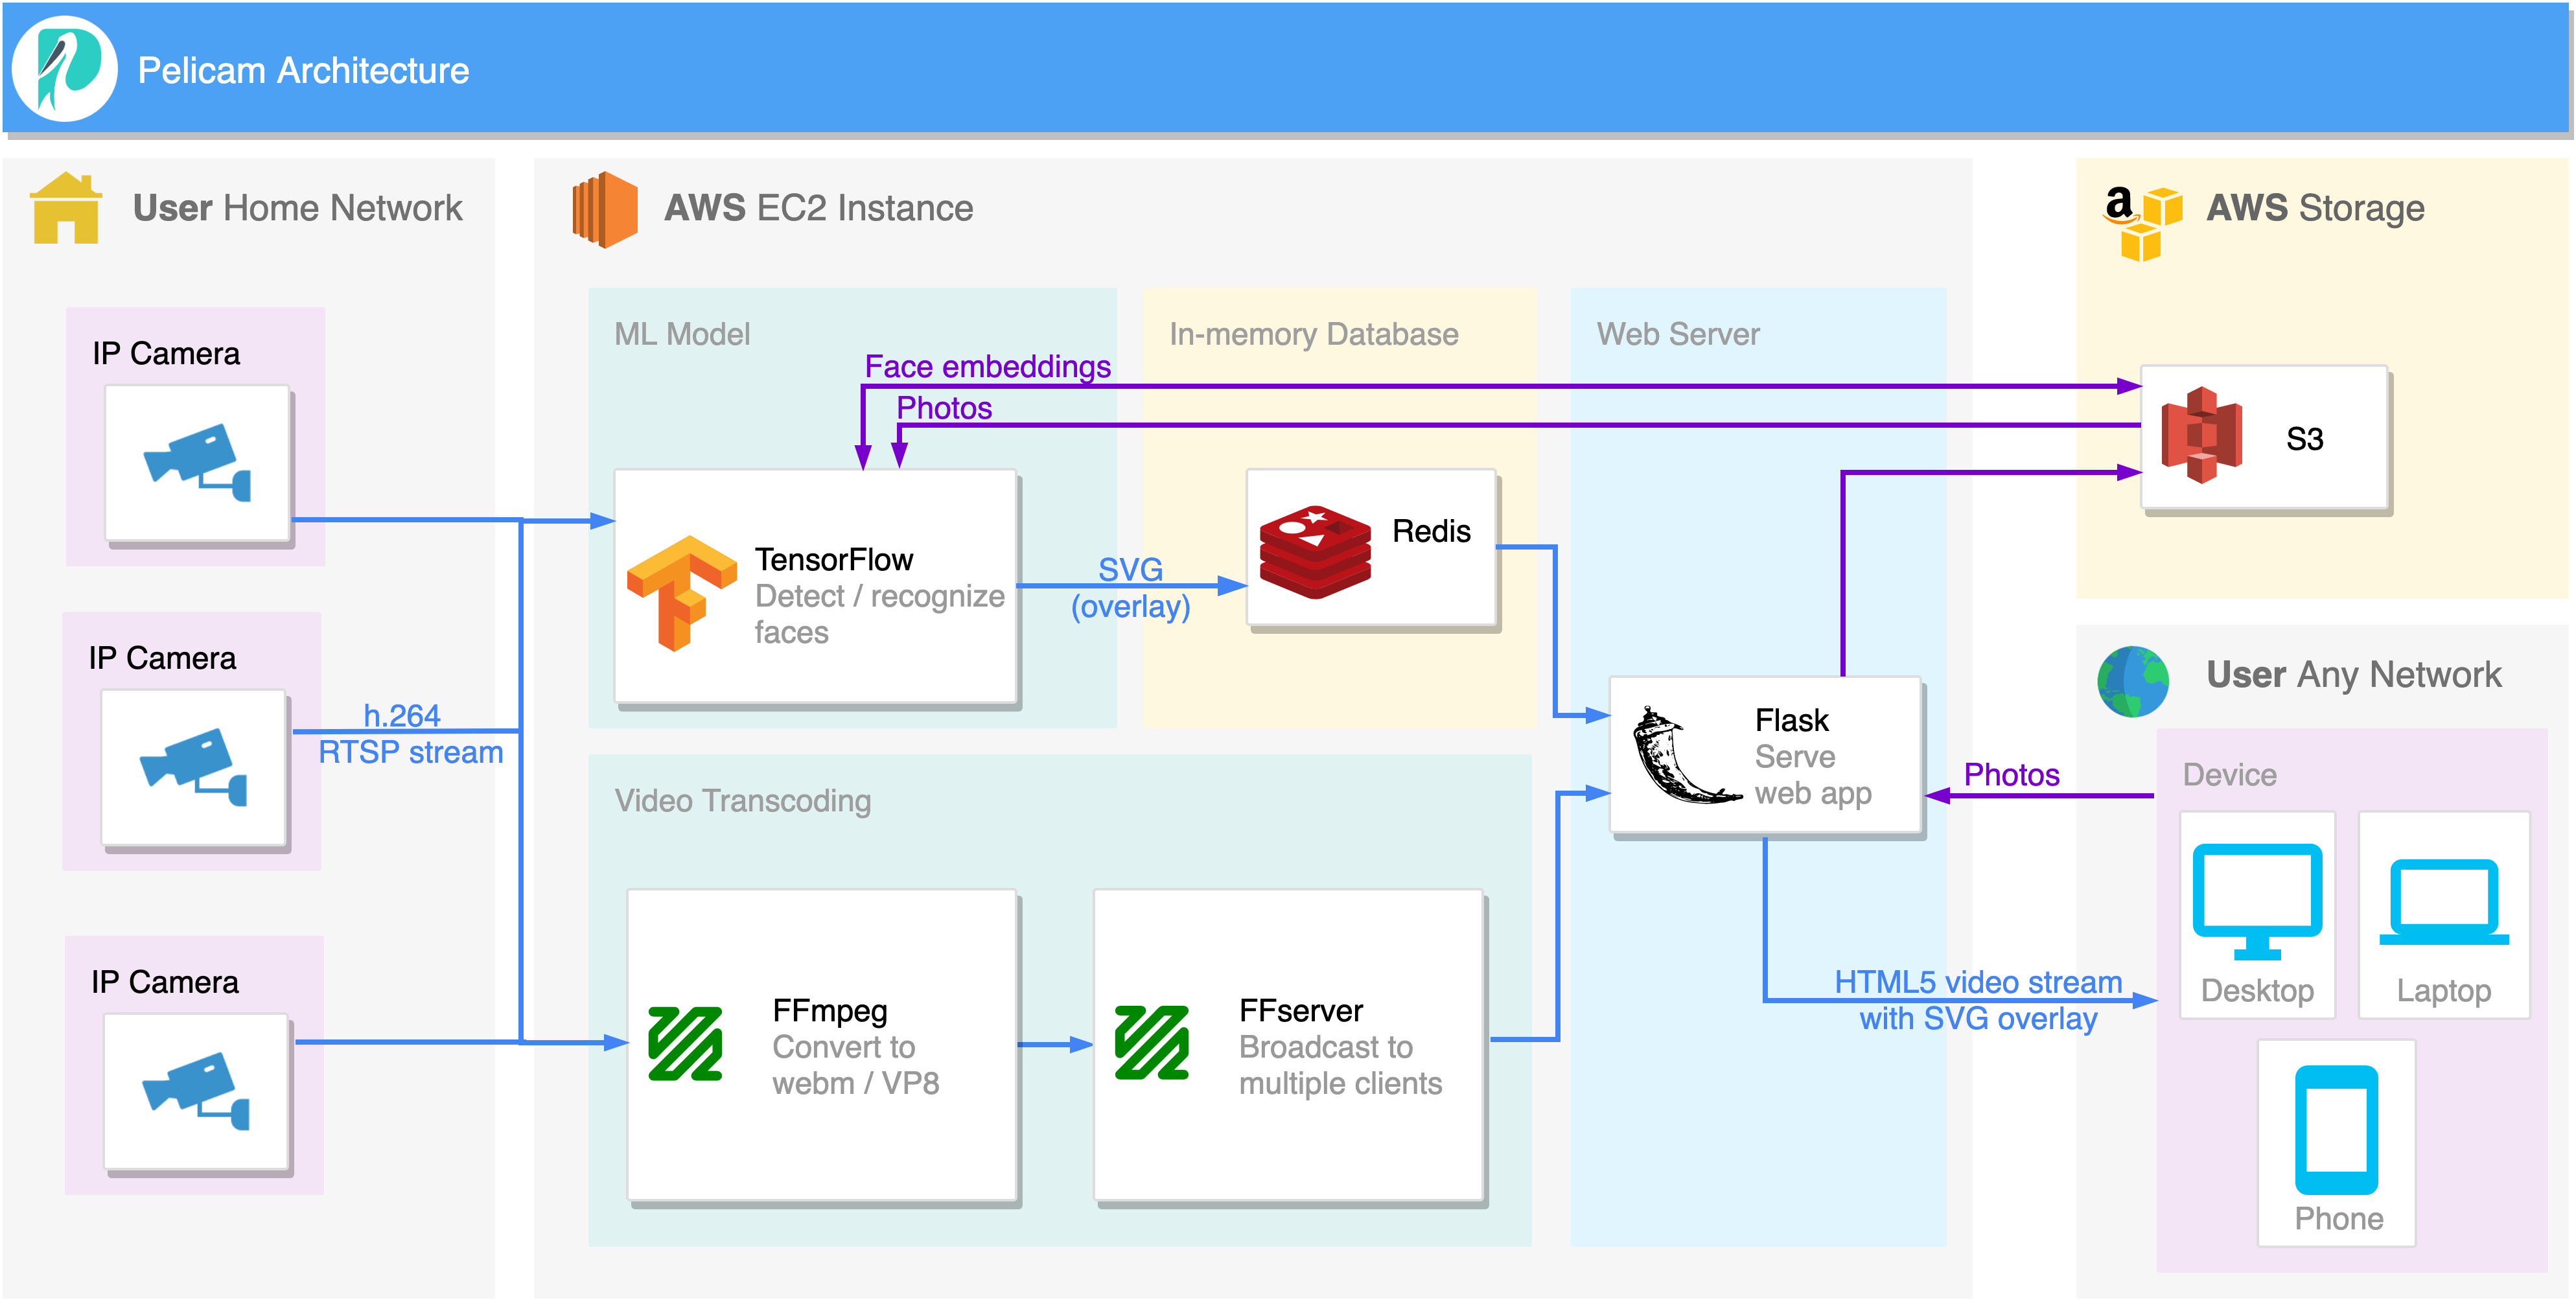 Pelicam Architecture
User Home Network
IP Camera
IP Camera
h.264
RTSP stream
IP Camera
AWS EC2 Instance
ML Model
Face embeddings
Photos
TensorFlow
Detect / recognize
faces
SVG
(overlay)
In-memory Database
Redis
Video Transcoding
FFmpeg
Convert to
webm / VP8
FFserver
Broadcast to
multiple clients
Web Server
Flask
Serve
web app
Photos
HTML5 video stream
with SVG overlay
a
AWS Storage
S3
User Any Network
Device
Desktop
Laptop
Phone